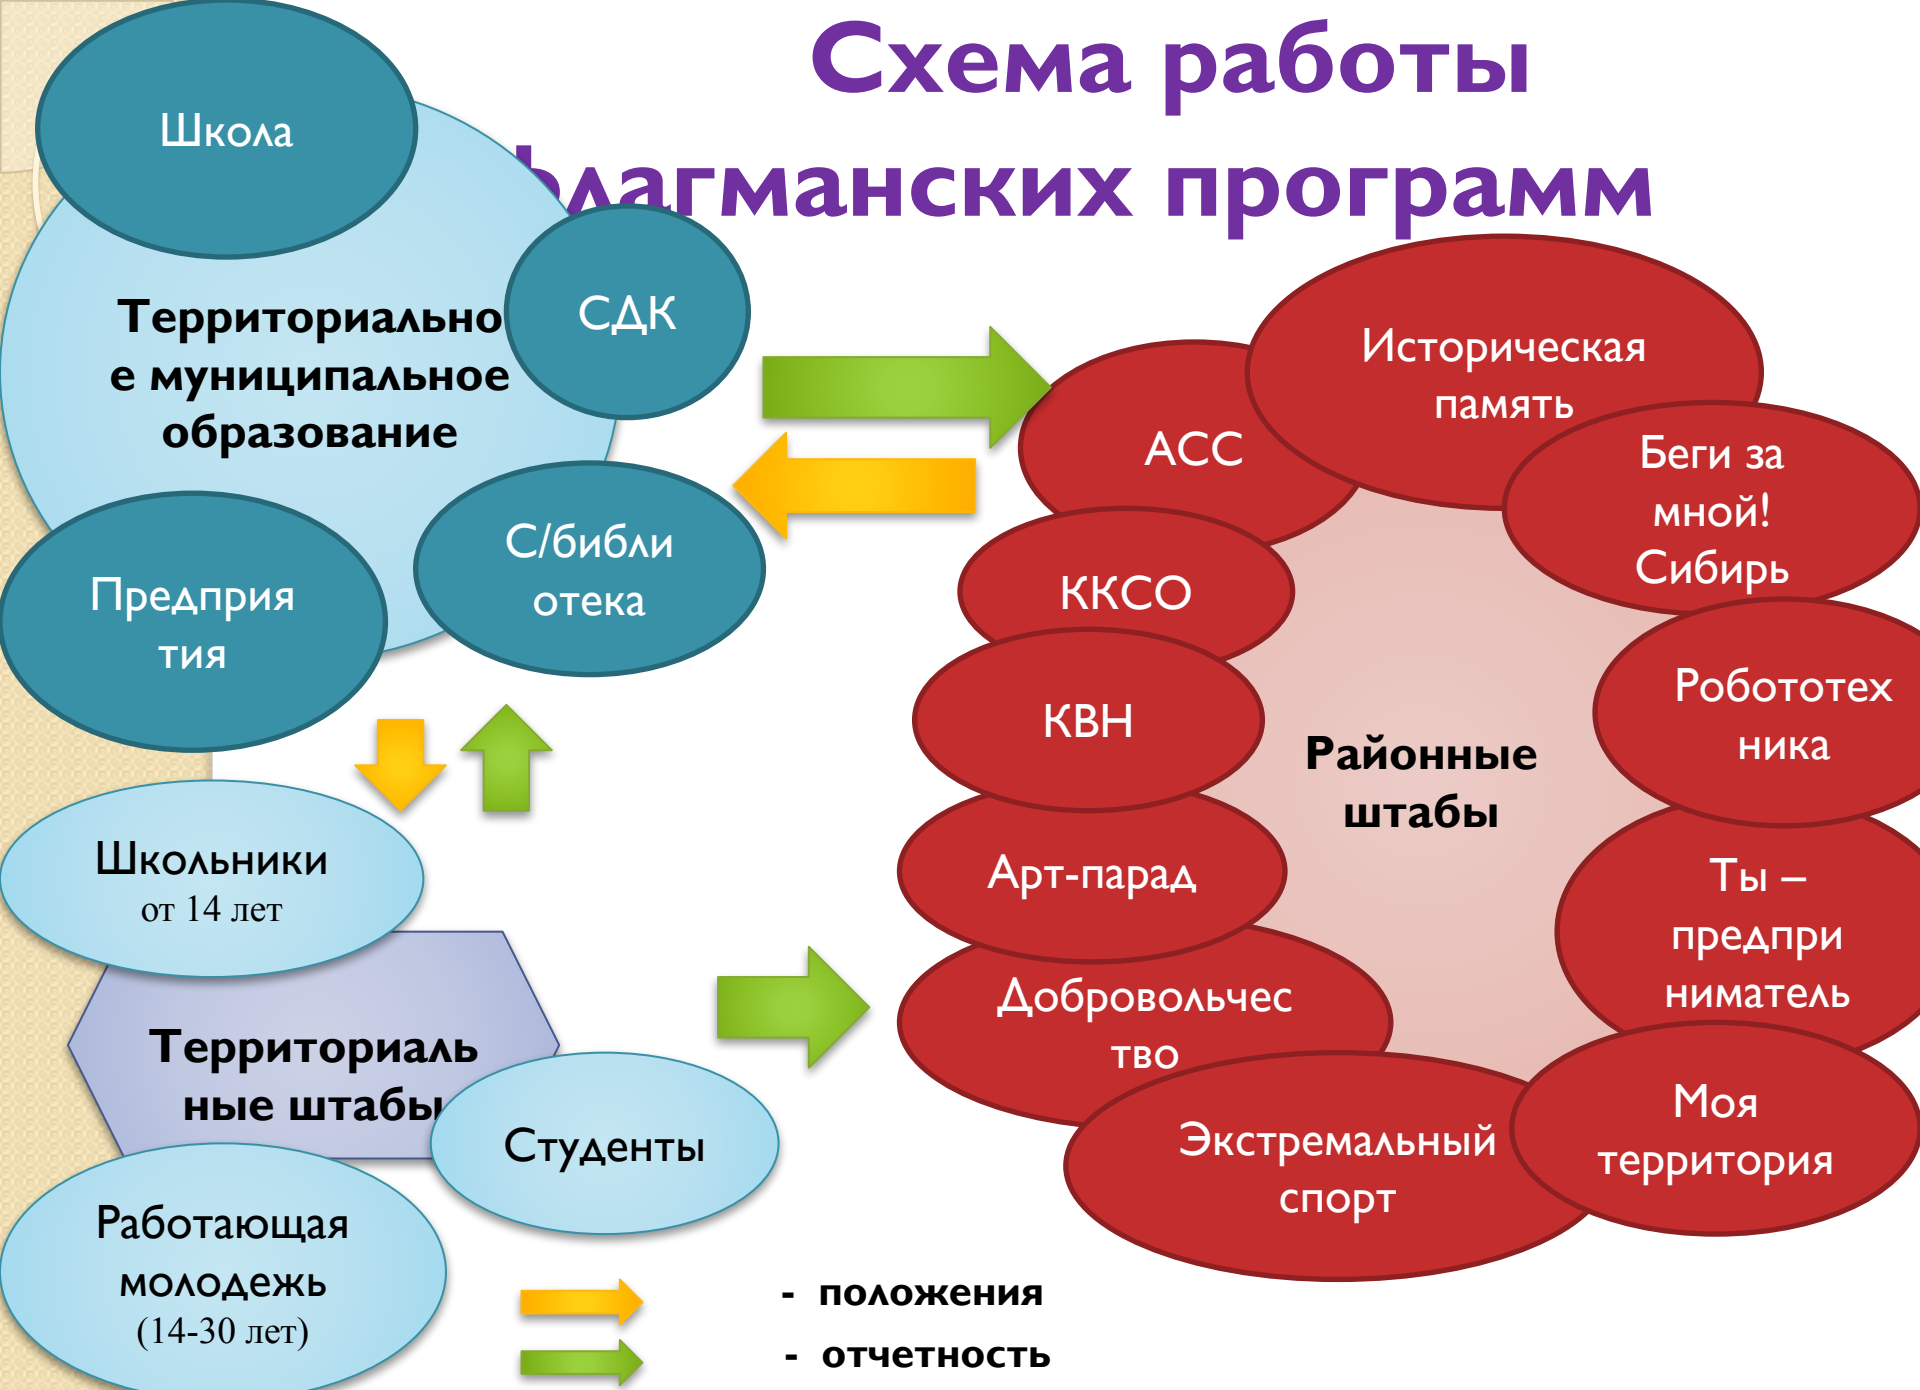 Схема работы
флагманских программ
Школа
Территориально
е муниципальное
образование
СДК
С/библи
отека
Предприя
тия
Историческая
память
АСС
Беги за
мной!
Сибирь
ККСО
Робототех
ника
КВН
Районные
штабы
Арт-парад
Ты –
предпри
ниматель
Добровольчес
тво
Экстремальный
спорт
Моя
территория
Школьники
от 14 лет
Территориаль
ные штабы
Студенты
Работающая
молодежь
(14-30 лет)
- положения
- отчетность